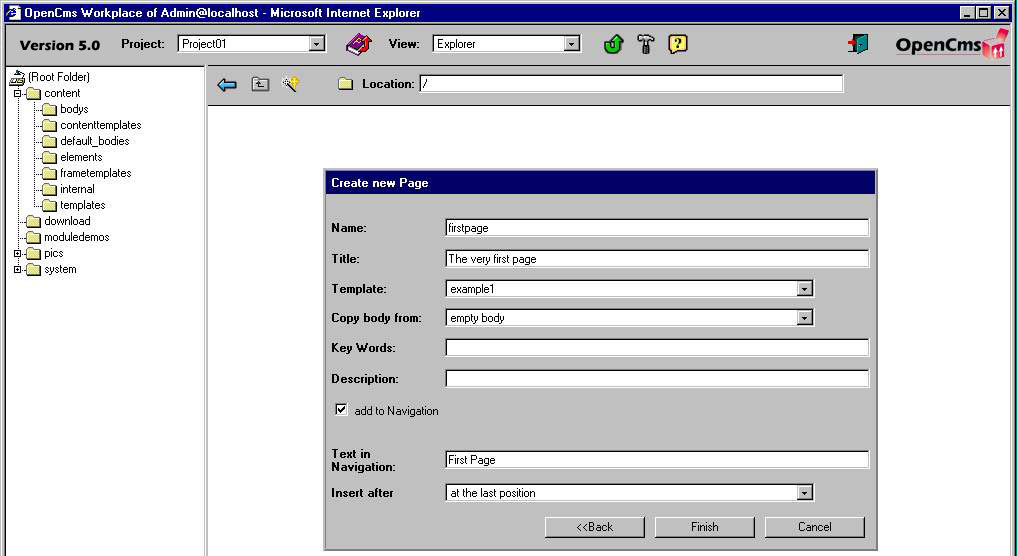 OpenCms Workplace of Admin@localhost - Microsoft Internet Explorer
Version 5.0 Project: Project01 View: Explorer ? OpenCms
(Root Folder)
content
bodys
contenttemplates
default_bodies
elements
frametemplates
internal
templates
download
moduledemos
pics
system
Location: /
Create new Page
Name: firstpage
Title: The very first page
Template: example1
Copy body from: empty body
Key Words:
Description:
add to Navigation
Text in
Navigation: First Page
Insert after at the last position
<<Back Finish Cancel